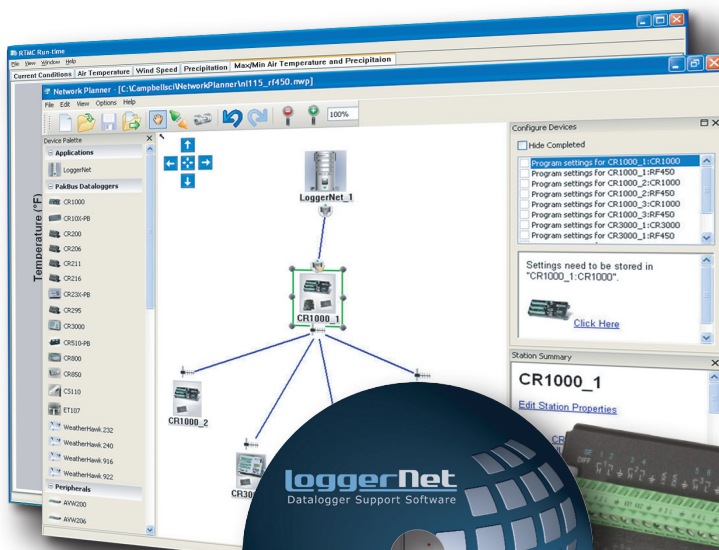 RTMC Run-time
File View Window Help
Current Conditions Air Temperature Wind Speed Precipitation Max/Min Air Temperature and Precipitaion
Temperature (°F)
Network Planner - [C:\Campbellsci\NetworkPlanner\nl115_rf450.nwp]
File Edit View Options Help
100%
Device Palette
Applications
LoggerNet
PakBus Dataloggers
CR1000
CR10X-PB
CR200
CR206
CR211
CR216
CR23X-PB
CR295
CR3000
CR510-PB
CR800
CR850
CS110
ET107
WeatherHawk 232
WeatherHawk 240
WeatherHawk 916
WeatherHawk 922
Peripherals
AVW200
AVW206
LoggerNet_1
CR1000_1
CR1000_2
CR30
Configure Devices
Hide Completed
Program settings for CR1000_1:CR1000
Program settings for CR1000_1:RF450
Program settings for CR1000_2:CR1000
Program settings for CR1000_2:RF450
Program settings for CR1000_3:CR1000
Program settings for CR1000_3:RF450
Program settings for CR3000_1:CR3000
Program settings for CR3000_1:RF450
Settings need to be stored in
"CR1000_1:CR1000".
Click Here
Station Summary
CR1000_1
Edit Station Properties
CR
LoggerNet
Datalogger Support Software
SE
DIFF